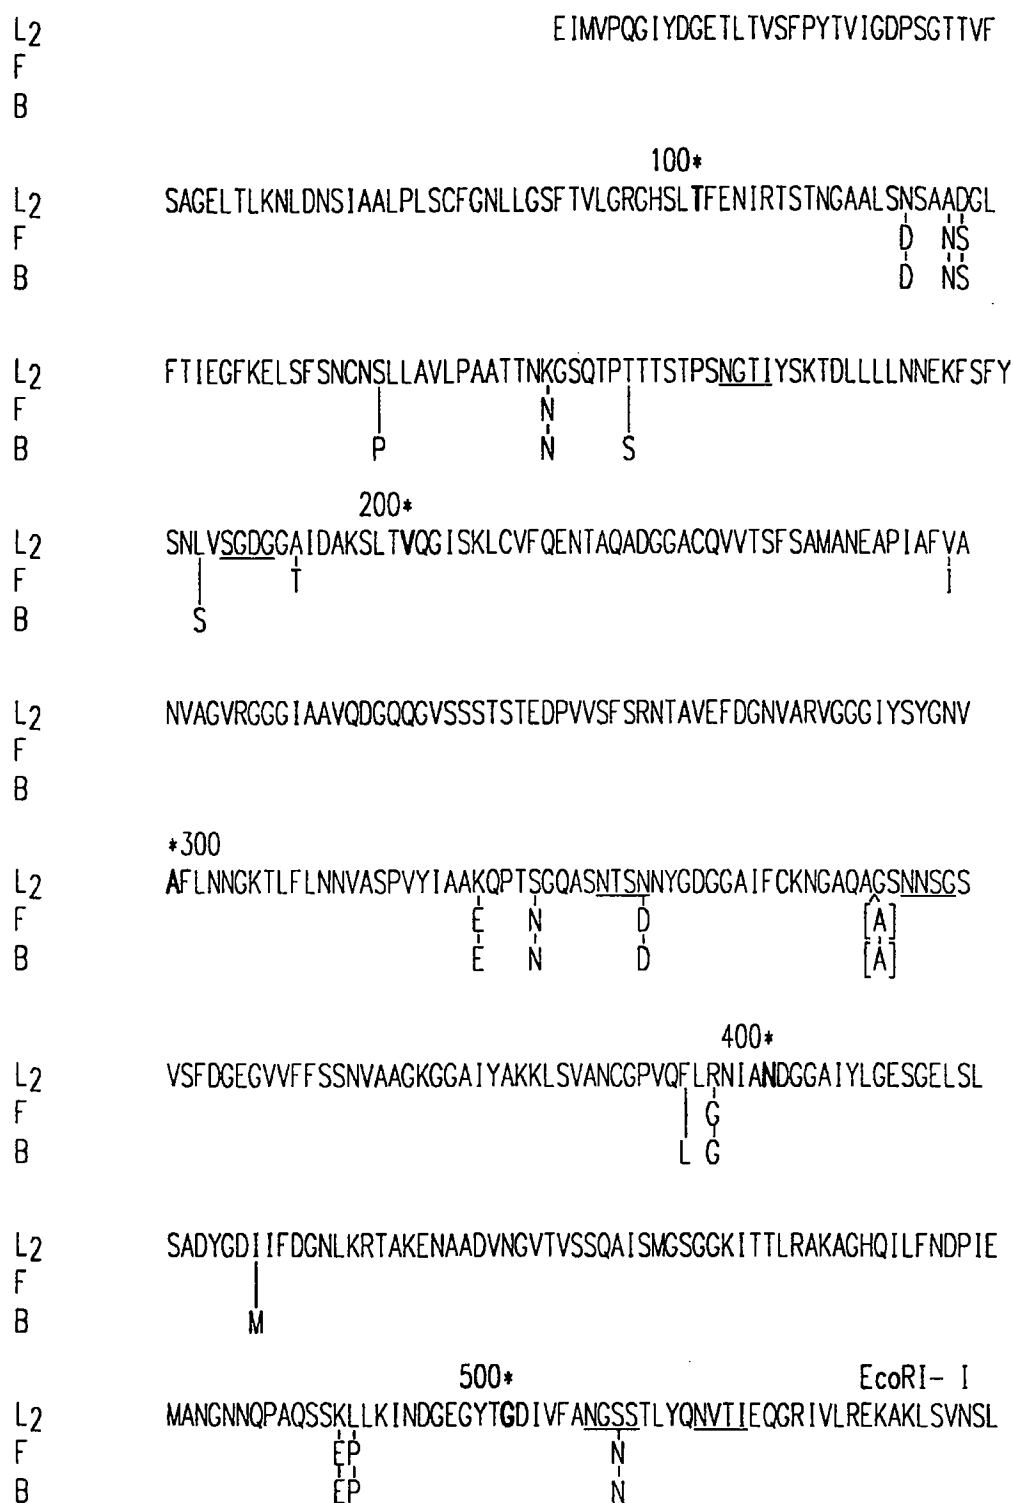 L2 EIMVPQGIYDGETLTVSFPYTVIGDPSGTTVF
F
B
100*
L2 SAGELTLKNLDNSIAALPLSCFGNLLGSFTVLGRGHSLTFENIRTSTNGAALSNSAADGL
F D NS
B D NS
L2 FTIEGFKELSFSNCNSLLAVLPAATTNKGSQTPTTTSTPSNGTIYSKTDLLLLNNEKFSFY
F N
B P N S
200*
L2 SNLVSGDGGAIDAKSLTVQGISKLCVFQENTAQADGGACQVVTSFSAMANEAPIAFVA
F T I
B S
L2 NVAGVRGGGIAAVQDGQQGVSSSTSTEDPVVSFSRNTAVEFDGNVARVGGGIYSYGNV
F
B
*300
L2 AFLNNGKTLFLNNVASPVYIAAKQPTSGQASNTSNNYGDGGAIFCKNGAQAGSNNSGS
F E N D [A]
B E N D [A]
400*
L2 VSFDGEGVVFFSSNVAAGKGGAIYAKKLSVANCGPVQFLRNIANDGGAIYLGESGELSL
F G
B L G
L2 SADYGDIIFDGNLKRTAKENAADVNGVTVSSQAISMGSGGKITTLRAKAGHQILFNDPIE
F
B M
500* EcoRI- I
L2 MANGNNQPAQSSKLLKINDGEGYTGDIVFANGSSTLYQNVTIEQGRIVLREKAKLSVNSL
F EP N
B EP N